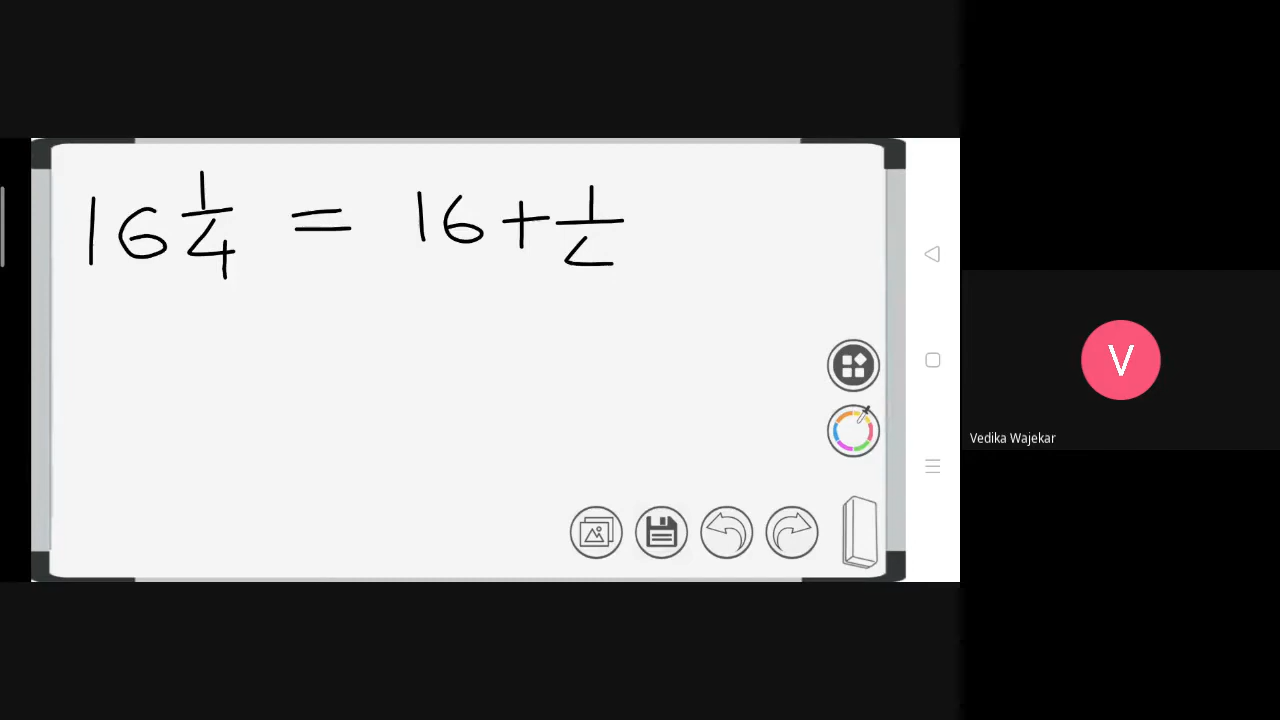 16 1/4 = 16 + 1/
V
Vedika Wajekar